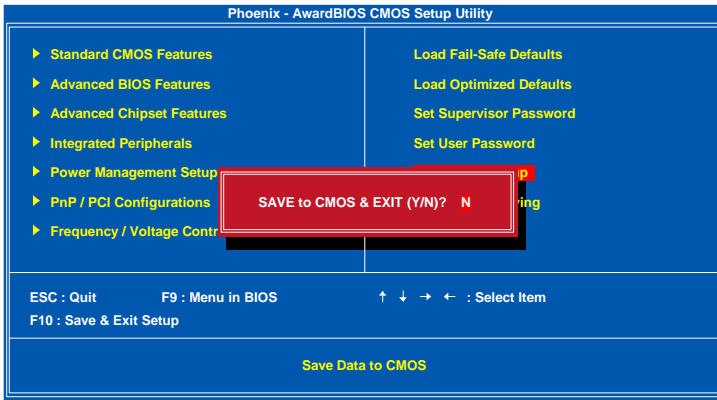 Phoenix - AwardBIOS CMOS Setup Utility
Standard CMOS Features
Advanced BIOS Features
Advanced Chipset Features
Integrated Peripherals
Power Management Setup
PnP / PCI Configurations
Frequency / Voltage
Load Fail-Safe Defaults
Load Optimized Defaults
Set Supervisor Password
Set User Password
SAVE to CMOS & EXIT (Y/N)? N
ESC : Quit F9 : Menu in BIOS ↑ ↓ → ← : Select Item
F10 : Save & Exit Setup
Save Data to CMOS